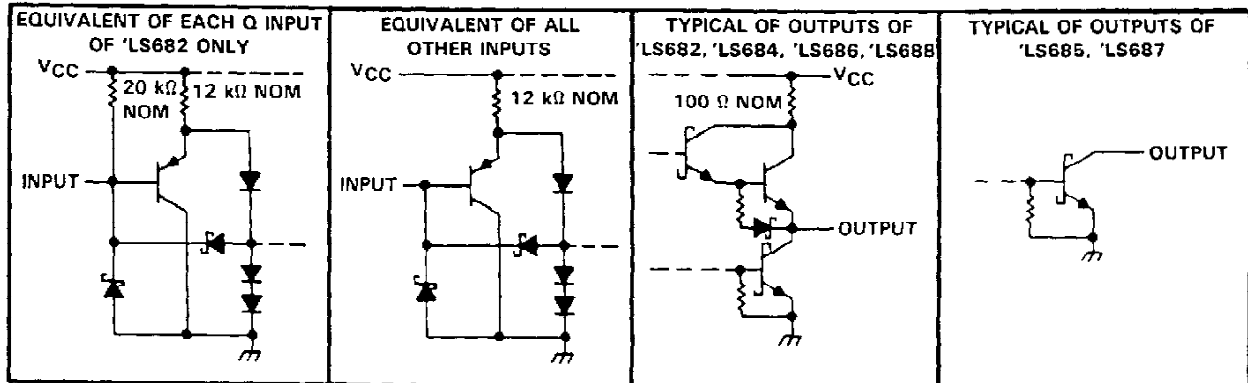 EQUIVALENT OF EACH Q INPUT
OF 'LS682 ONLY
VCC
20 kΩ
NOM
12 kΩ NOM
INPUT
EQUIVALENT OF ALL
OTHER INPUTS
VCC
12 kΩ NOM
INPUT
TYPICAL OF OUTPUTS OF
'LS682, 'LS684, 'LS686, 'LS688
VCC
100 Ω NOM
OUTPUT
TYPICAL OF OUTPUTS OF
'LS685, 'LS687
OUTPUT